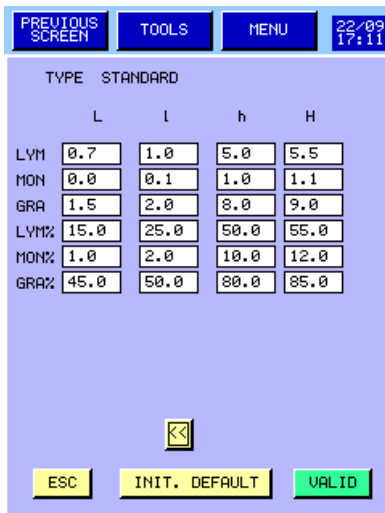 PREVIOUS SCREEN TOOLS MENU 22/09 17:11
TYPE STANDARD
L l h H
LYM 0.7 1.0 5.0 5.5
MON 0.0 0.1 1.0 1.1
GRA 1.5 2.0 8.0 9.0
LYM% 15.0 25.0 50.0 55.0
MON% 1.0 2.0 10.0 12.0
GRA% 45.0 50.0 80.0 85.0
<<
ESC INIT. DEFAULT VALID